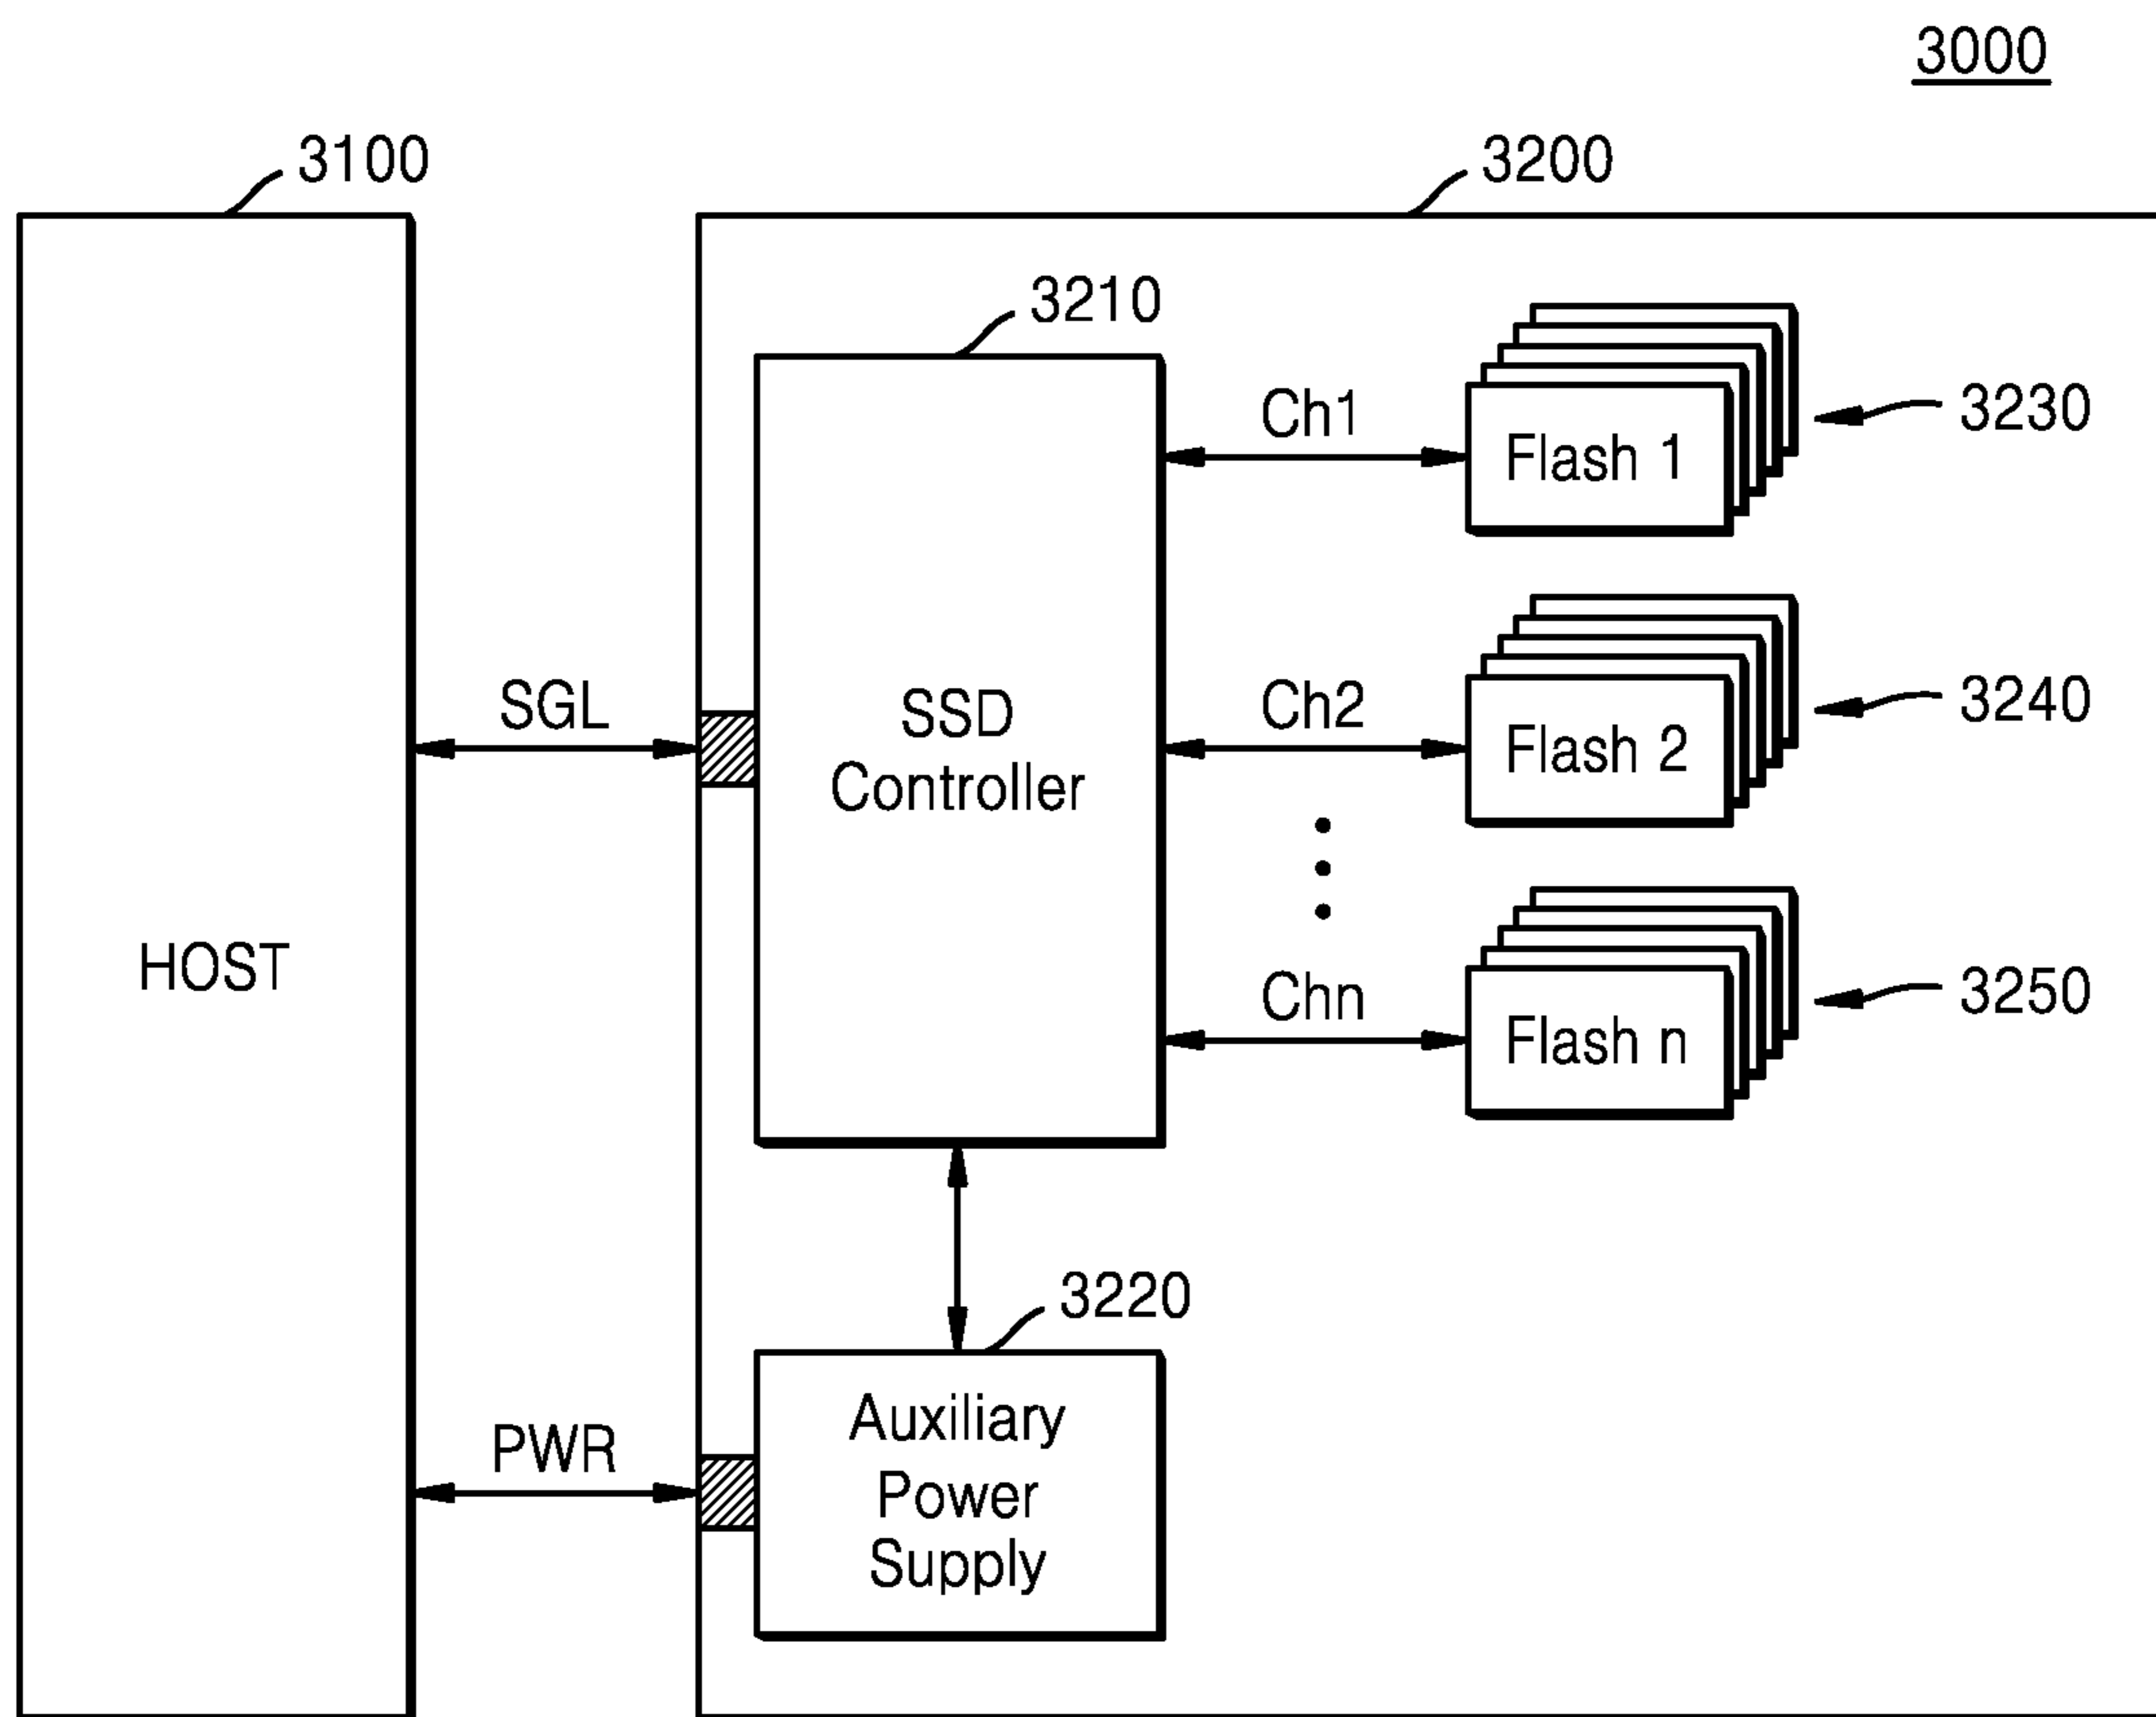 3000
3100
3200
3210
Ch1
Flash 1
3230
SGL
SSD
Controller
Ch2
Flash 2
3240
HOST
Chn
Flash n
3250
3220
PWR
Auxiliary
Power
Supply